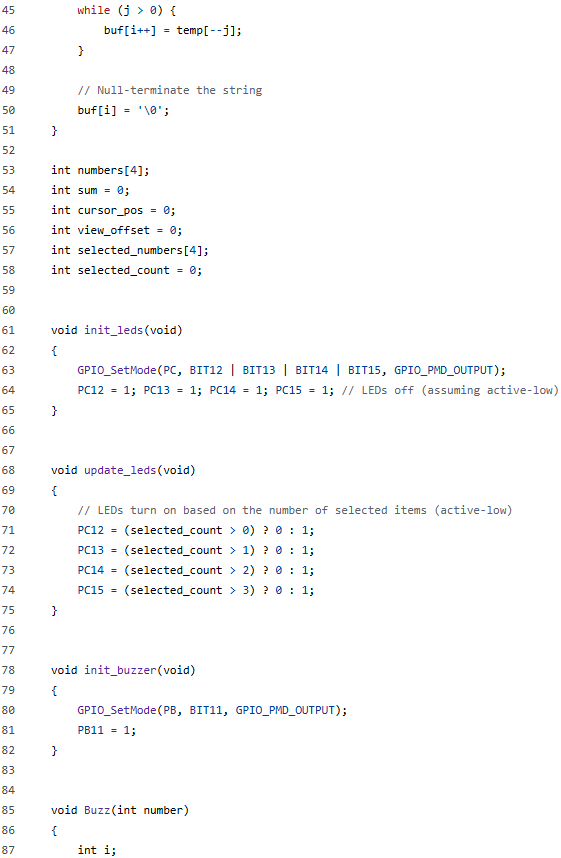 45 while (j > 0) {
46 buf[i++] = temp[--j];
47 }
48
49 // Null-terminate the string
50 buf[i] = '\0';
51 }
52
53 int numbers[4];
54 int sum = 0;
55 int cursor_pos = 0;
56 int view_offset = 0;
57 int selected_numbers[4];
58 int selected_count = 0;
59
60
61 void init_leds(void)
62 {
63 GPIO_SetMode(PC, BIT12 | BIT13 | BIT14 | BIT15, GPIO_PMD_OUTPUT);
64 PC12 = 1; PC13 = 1; PC14 = 1; PC15 = 1; // LEDs off (assuming active-low)
65 }
66
67
68 void update_leds(void)
69 {
70 // LEDs turn on based on the number of selected items (active-low)
71 PC12 = (selected_count > 0) ? 0 : 1;
72 PC13 = (selected_count > 1) ? 0 : 1;
73 PC14 = (selected_count > 2) ? 0 : 1;
74 PC15 = (selected_count > 3) ? 0 : 1;
75 }
76
77
78 void init_buzzer(void)
79 {
80 GPIO_SetMode(PB, BIT11, GPIO_PMD_OUTPUT);
81 PB11 = 1;
82 }
83
84
85 void Buzz(int number)
86 {
87 int i;